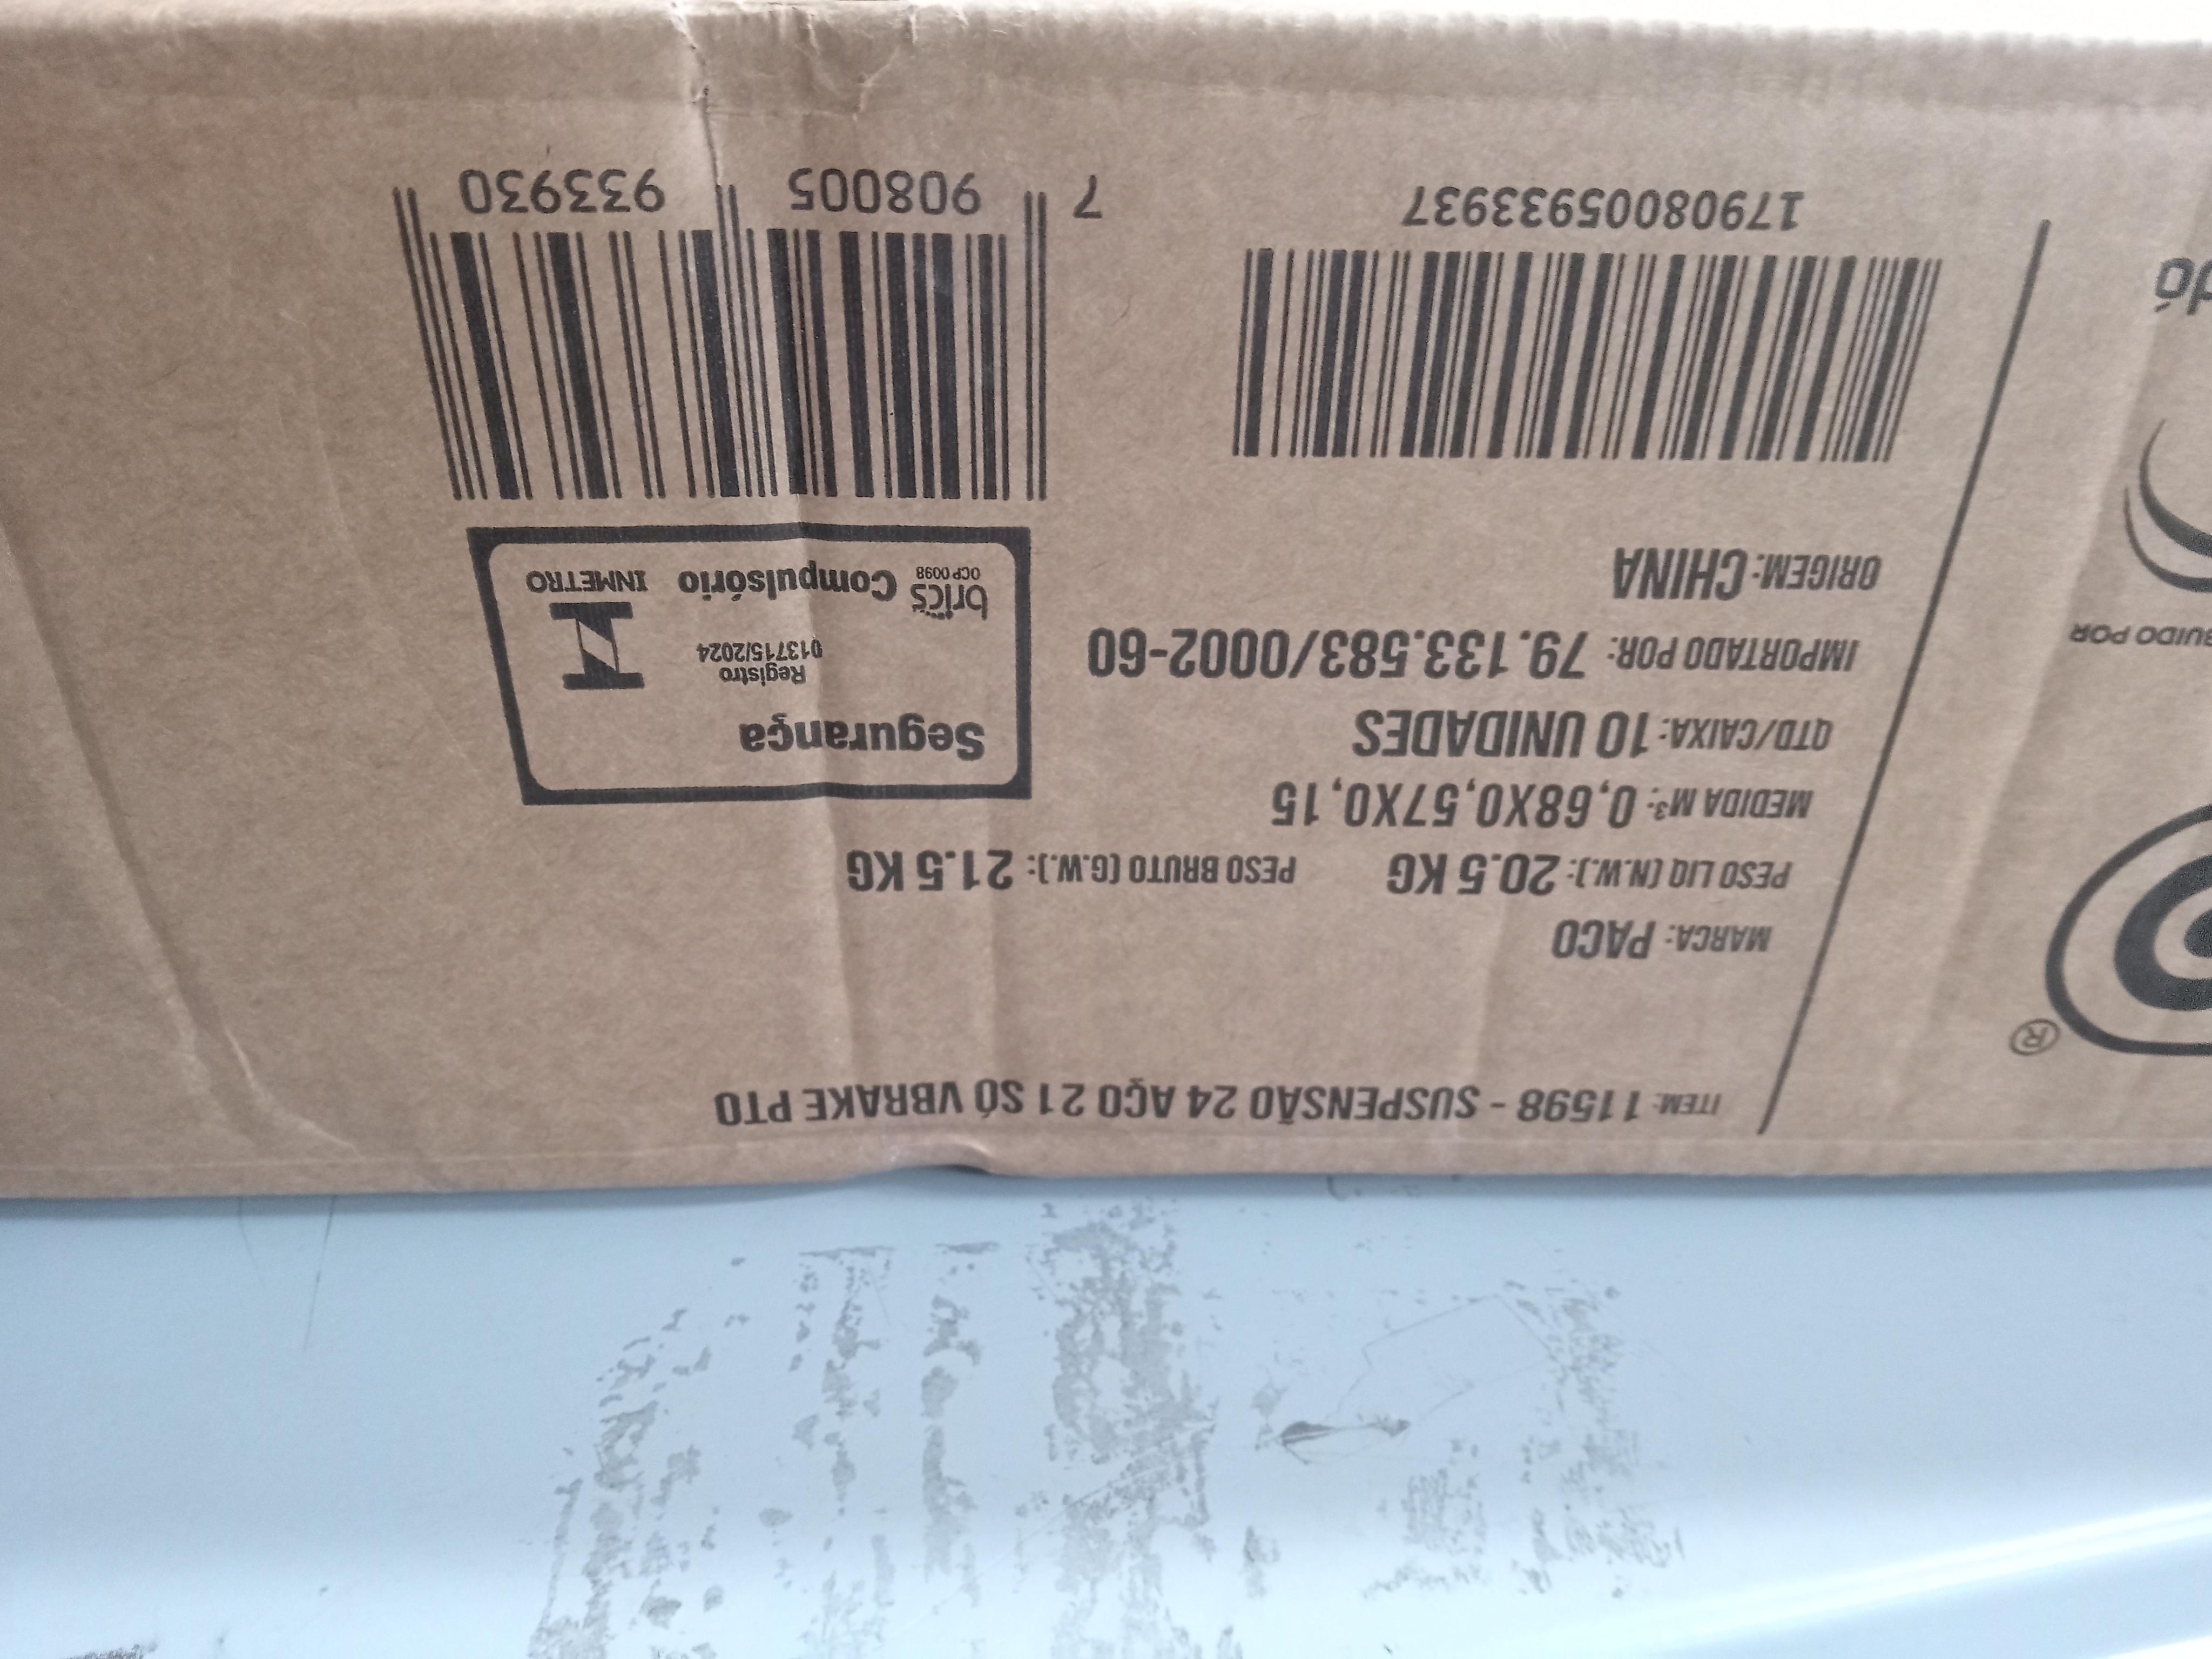 ITEM: 11598 - SUSPENSÃO 24 AÇO 21 SÓ VBRAKE PTO
®
MARCA: PACO
PESO LIQ (N.W.): 20.5 KG PESO BRUTO (G.W.): 21.5 KG
MEDIDA M³: 0,68X0,57X0,15
QTD/CAIXA: 10 UNIDADES
IMPORTADO POR: 79.133.583/0002-60
ORIGEM: CHINA
Segurança
Registro
013715/2024
brics
OCP 0098
Compulsório
INMETRO
POR
17908005933937
7 908005 933930